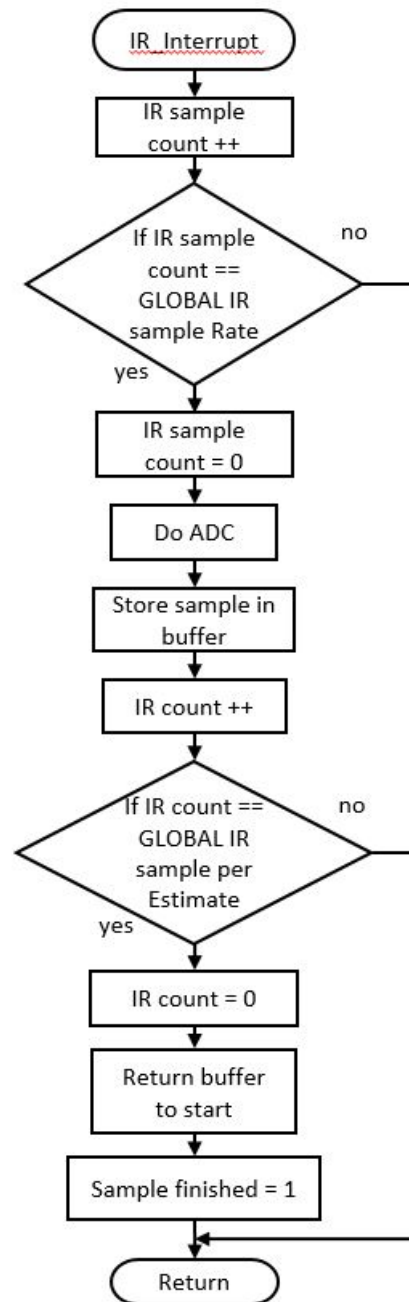 IR_Interrupt
IR sample
count ++
If IR sample
count ==
GLOBAL IR
sample Rate
no
yes
IR sample
count = 0
Do ADC
Store sample in
buffer
IR count ++
If IR count ==
GLOBAL IR
sample per
Estimate
no
yes
IR count = 0
Return buffer
to start
Sample finished = 1
Return